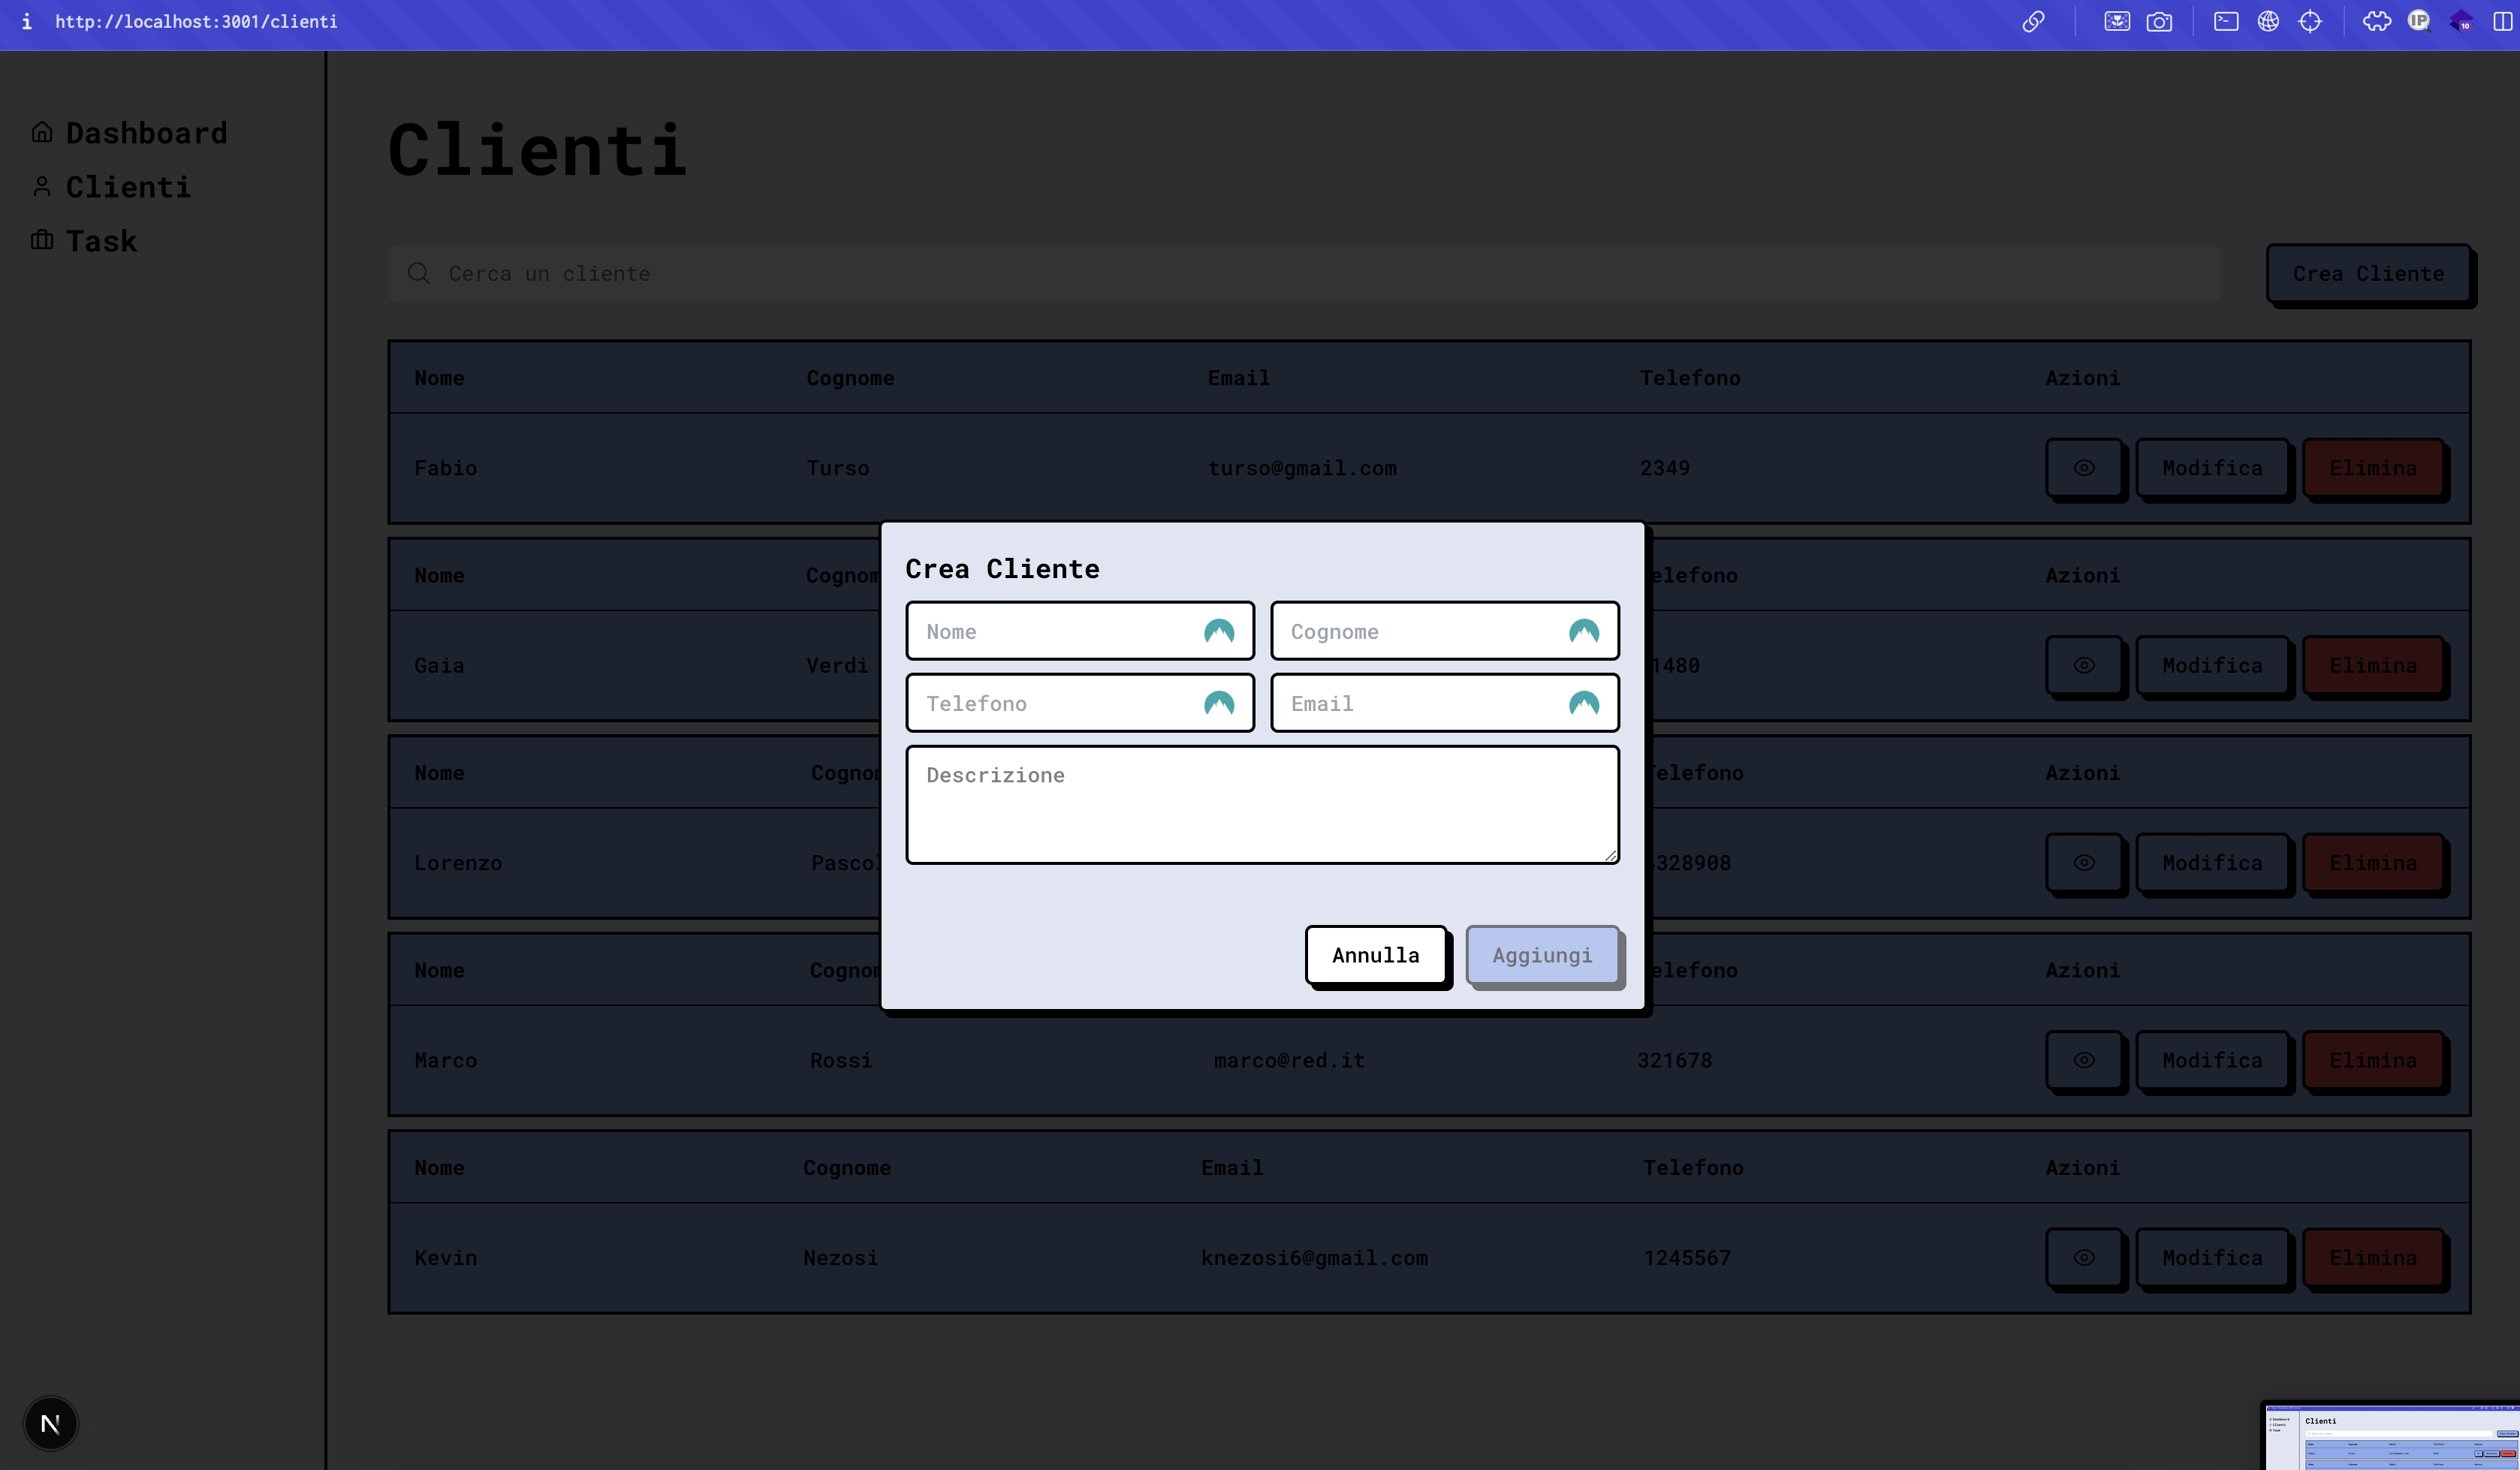 http://localhost:3001/clienti
IP
10
Dashboard
Clienti
Task
Clienti
Cerca un cliente
Crea Cliente
Nome Cognome Email Telefono Azioni
Fabio Turso turso@gmail.com 2349 Modifica Elimina
Nome Cognom elefono Azioni
Gaia Verdi 1480 Modifica Elimina
Nome Cogno elefono Azioni
Lorenzo Pasco 328908 Modifica Elimina
Nome Cogno elefono Azioni
Marco Rossi marco@red.it 321678 Modifica Elimina
Nome Cognome Email Telefono Azioni
Kevin Nezosi knezosi6@gmail.com 1245567 Modifica Elimina
Crea Cliente
Nome Cognome
Telefono Email
Descrizione
Annulla Aggiungi
N
Clienti